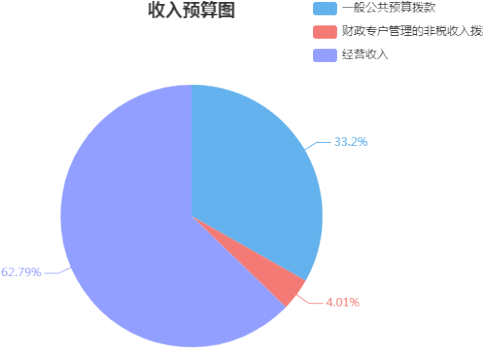 收入预算图
一般公共预算拨款
财政专户管理的非税收入拨
经营收入
33.2%
62.79%
4.01%